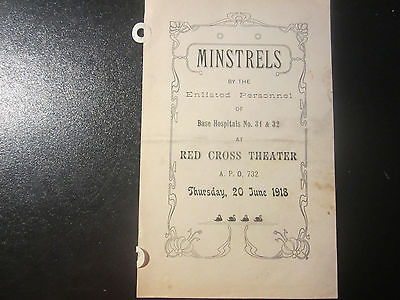 MINSTRELS
BY THE
Enlisted Personnel
OF
Base Hospitals No. 31 & 32
AT
RED CROSS THEATER
A. P. O. 732
Thursday, 20 June 1918